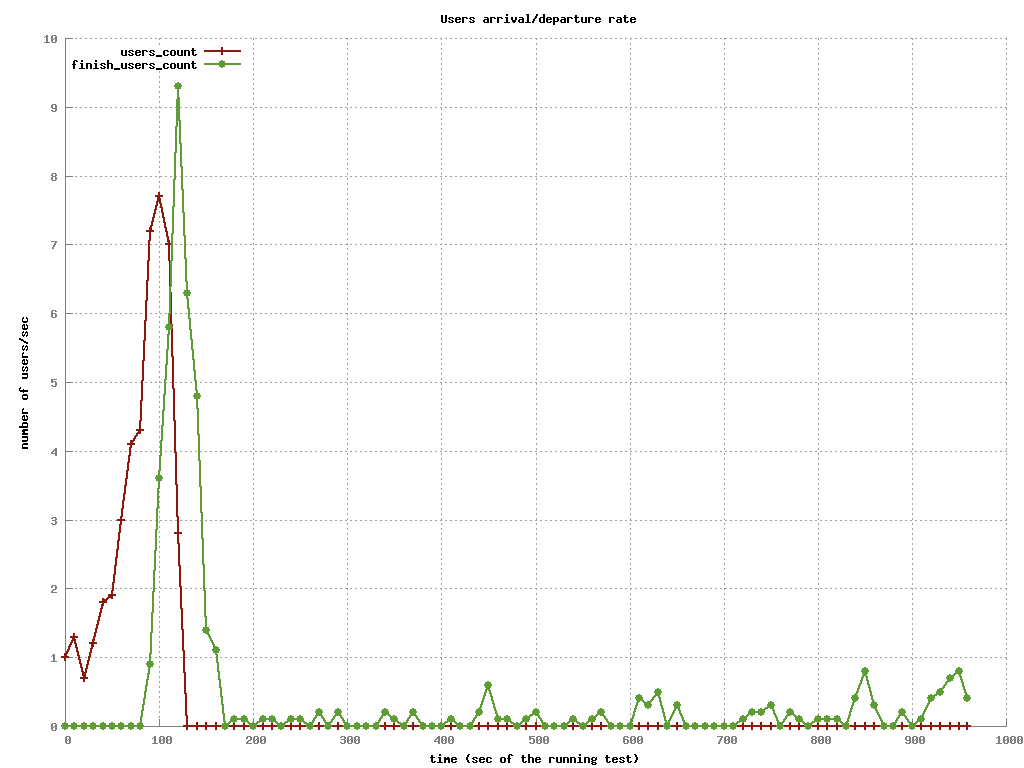 Users arrival/departure rate
users_count
finish_users_count
10
9
8
7
6
5
4
3
2
1
0
number of users/sec
0 100 200 300 400 500 600 700 800 900 1000
time (sec of the running test)